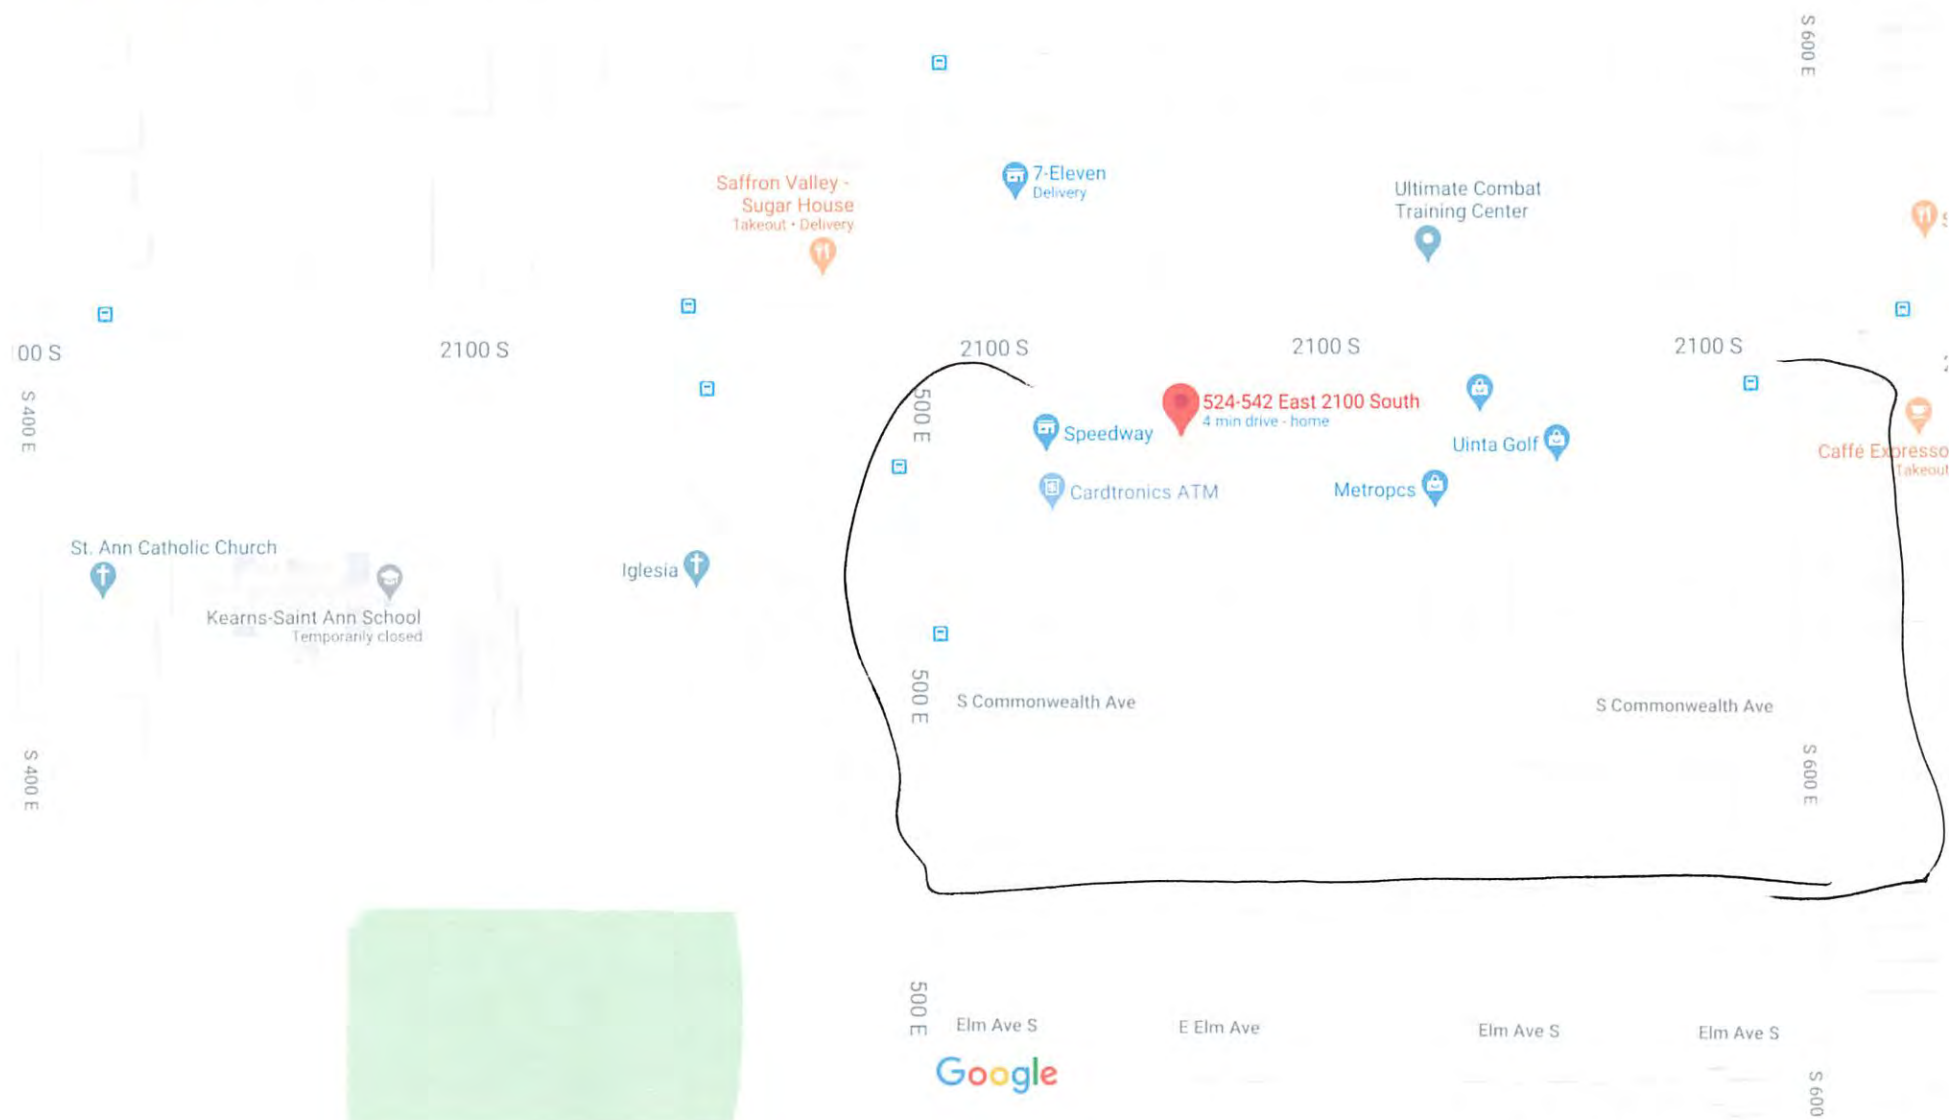 S 600 E
7-Eleven
Delivery
Saffron Valley -
Sugar House
Takeout • Delivery
Ultimate Combat
Training Center
00 S
2100 S
2100 S
2100 S
2100 S
S 400 E
500 E
524-542 East 2100 South
4 min drive - home
Speedway
Uinta Golf
Caffé Expresso
Takeout
Cardtronics ATM
Metropcs
St. Ann Catholic Church
Iglesia
Kearns-Saint Ann School
Temporarily closed
500 E
S Commonwealth Ave
S Commonwealth Ave
S 400 E
S 600 E
500 E
Elm Ave S
E Elm Ave
Elm Ave S
Elm Ave S
Google
S 600